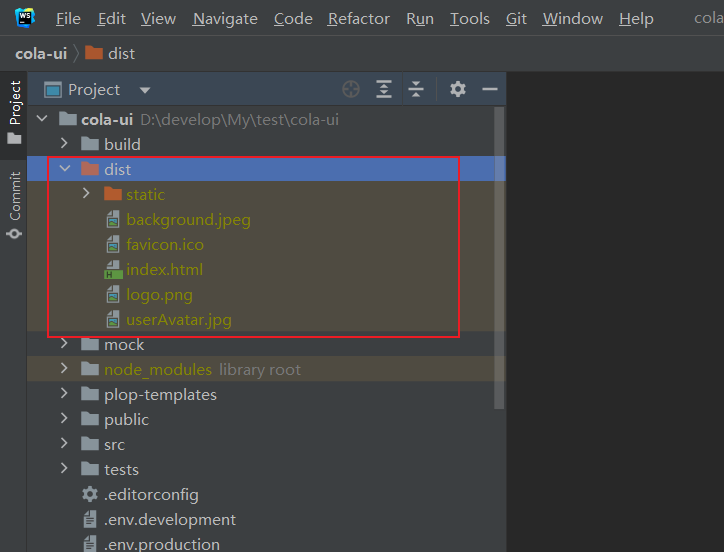 WS File Edit View Navigate Code Refactor Run Tools Git Window Help cola
cola-ui dist
Project
Project
Commit
cola-ui D:\develop\My\test\cola-ui
build
dist
static
background.jpeg
favicon.ico
H index.html
logo.png
userAvatar.jpg
mock
node_modules library root
plop-templates
public
src
tests
.editorconfig
.env.development
.env.production